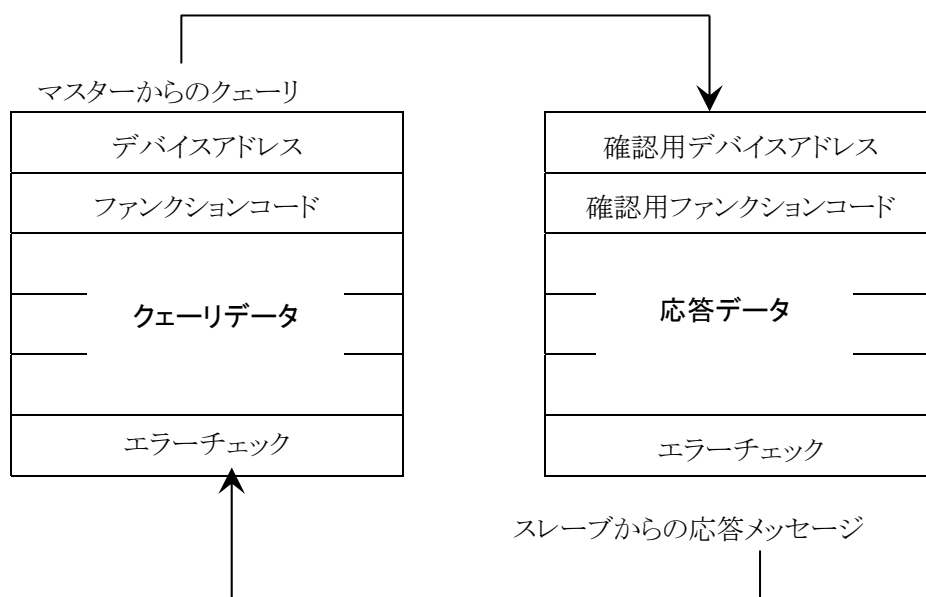 マスターからのクェーリ
デバイスアドレス
ファンクションコード
クェーリデータ
エラーチェック
確認用デバイスアドレス
確認用ファンクションコード
応答データ
エラーチェック
スレーブからの応答メッセージ